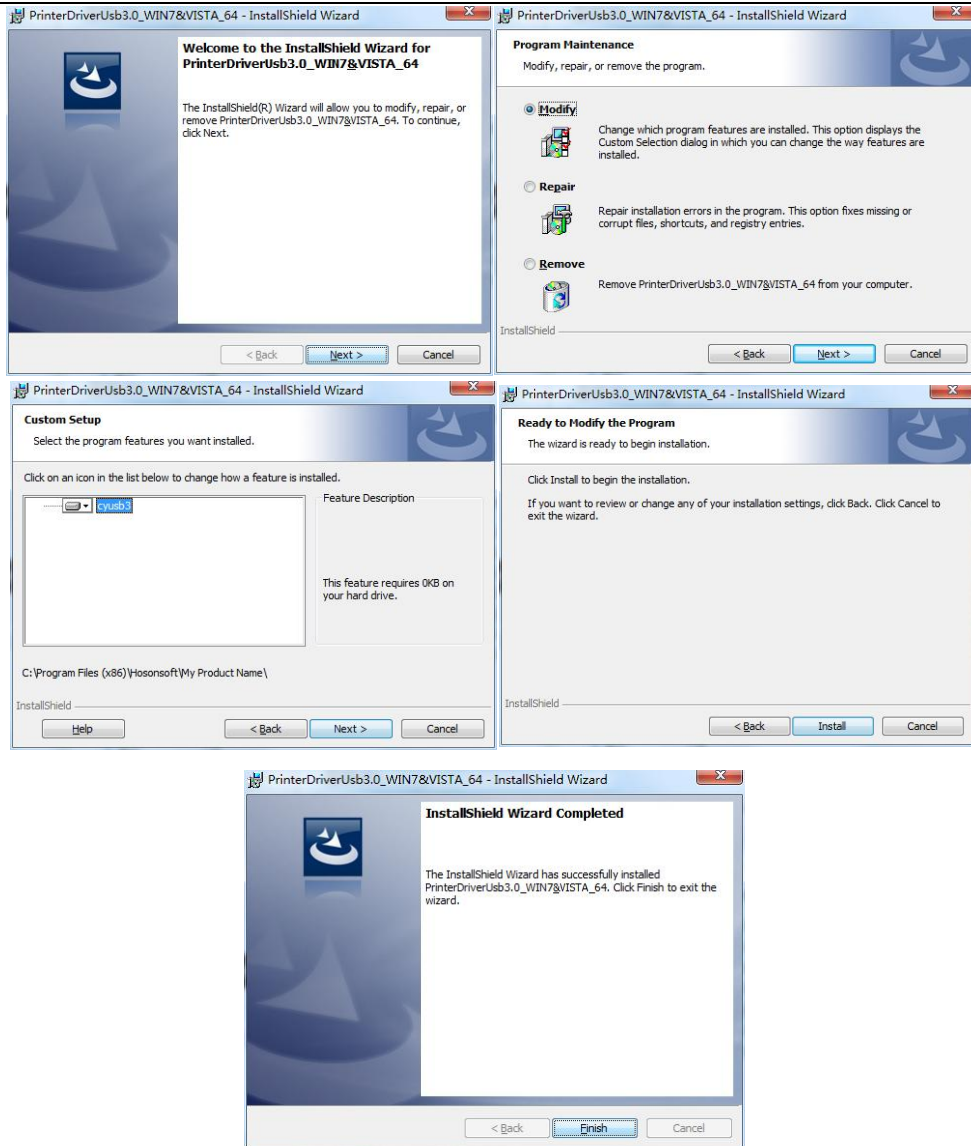 PrinterDriverUsb3.0_WIN7&VISTA_64 - InstallShield Wizard
Welcome to the InstallShield Wizard for
PrinterDriverUsb3.0_WIN7&VISTA_64
The InstallShield(R) Wizard will allow you to modify, repair, or
remove PrinterDriverUsb3.0_WIN7&VISTA_64. To continue,
click Next.
< Back
Next >
Cancel
PrinterDriverUsb3.0_WIN7&VISTA_64 - InstallShield Wizard
Program Maintenance
Modify, repair, or remove the program.
Modify
Change which program features are installed. This option displays the
Custom Selection dialog in which you can change the way features are
installed.
Repair
Repair installation errors in the program. This option fixes missing or
corrupt files, shortcuts, and registry entries.
Remove
Remove PrinterDriverUsb3.0_WIN7&VISTA_64 from your computer.
InstallShield
< Back
Next >
Cancel
PrinterDriverUsb3.0_WIN7&VISTA_64 - InstallShield Wizard
Custom Setup
Select the program features you want installed.
Click on an icon in the list below to change how a feature is installed.
cyusb3
Feature Description
This feature requires 0KB on
your hard drive.
C:\Program Files (x86)\Hosonsoft\My Product Name\
InstallShield
Help
< Back
Next >
Cancel
PrinterDriverUsb3.0_WIN7&VISTA_64 - InstallShield Wizard
Ready to Modify the Program
The wizard is ready to begin installation.
Click Install to begin the installation.
If you want to review or change any of your installation settings, click Back. Click Cancel to
exit the wizard.
InstallShield
< Back
Install
Cancel
PrinterDriverUsb3.0_WIN7&VISTA_64 - InstallShield Wizard
InstallShield Wizard Completed
The InstallShield Wizard has successfully installed
PrinterDriverUsb3.0_WIN7&VISTA_64. Click Finish to exit the
wizard.
< Back
Finish
Cancel